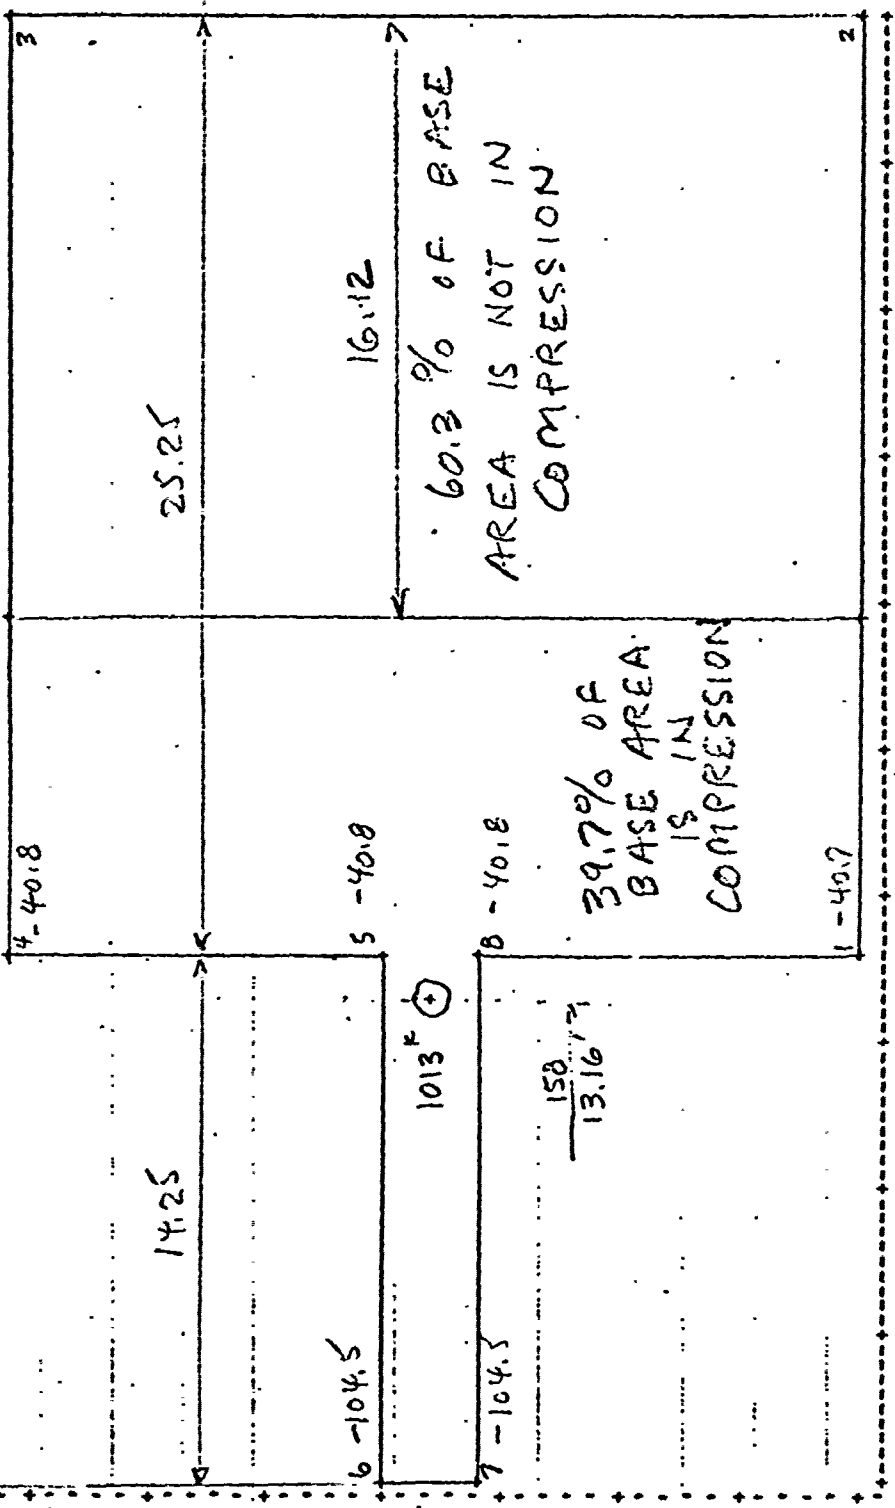 3
2
25.25
16.12
60.3 % OF BASE
AREA IS NOT IN
COMPRESSION
4 -40.8
5 -40.8
8 -40.8
1 -40.7
39.7% OF
BASE AREA
IS IN
COMPRESSION
14.25
1013 K
158
13.16'
6 -104.5
7 -104.5